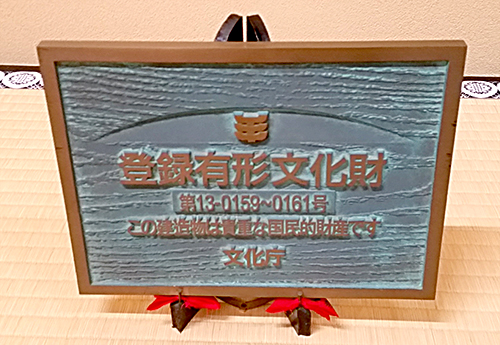 登録有形文化財
第13-0159~0161号
この建造物は貴重な国民的財産です
文化庁